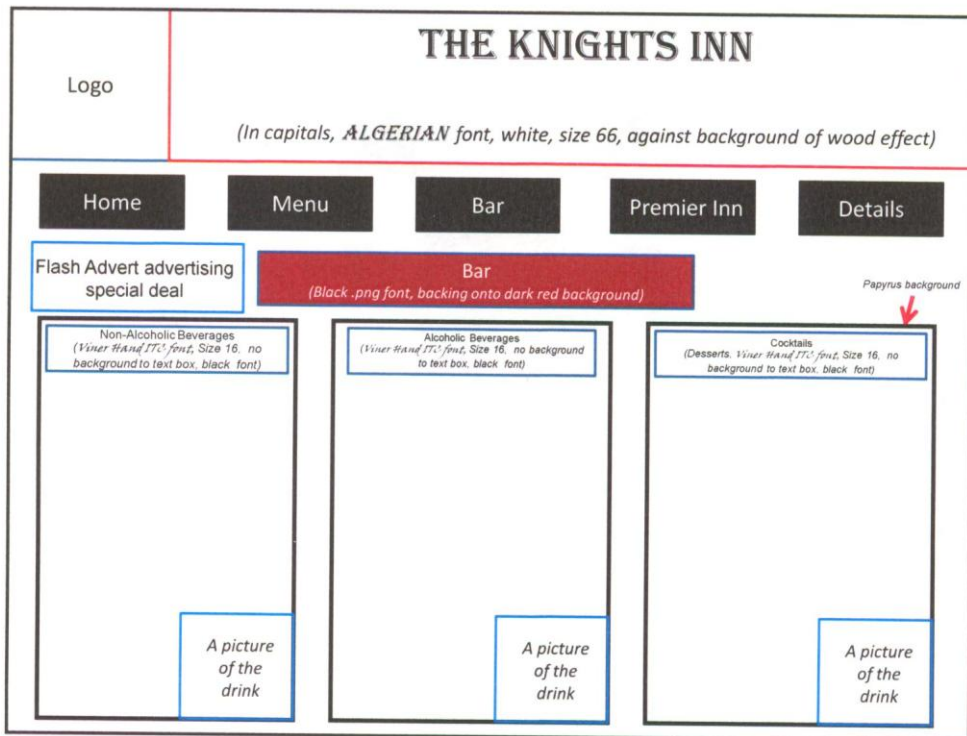 THE KNIGHTS INN
Logo
(In capitals, ALGERIAN font, white, size 66, against background of wood effect)
Home
Menu
Bar
Premier Inn
Details
Flash Advert advertising
special deal
Bar
(Black .png font, backing onto dark red background)
Papyrus background
Non-Alcoholic Beverages
(Viner Hand ITC font, Size 16, no
background to text box, black font)
Alcoholic Beverages
(Viner Hand ITC font, Size 16, no background
to text box, black font)
Cocktails
(Desserts, Viner Hand ITC font, Size 16, no
background to text box, black font)
A picture
of the
drink
A picture
of the
drink
A picture
of the
drink